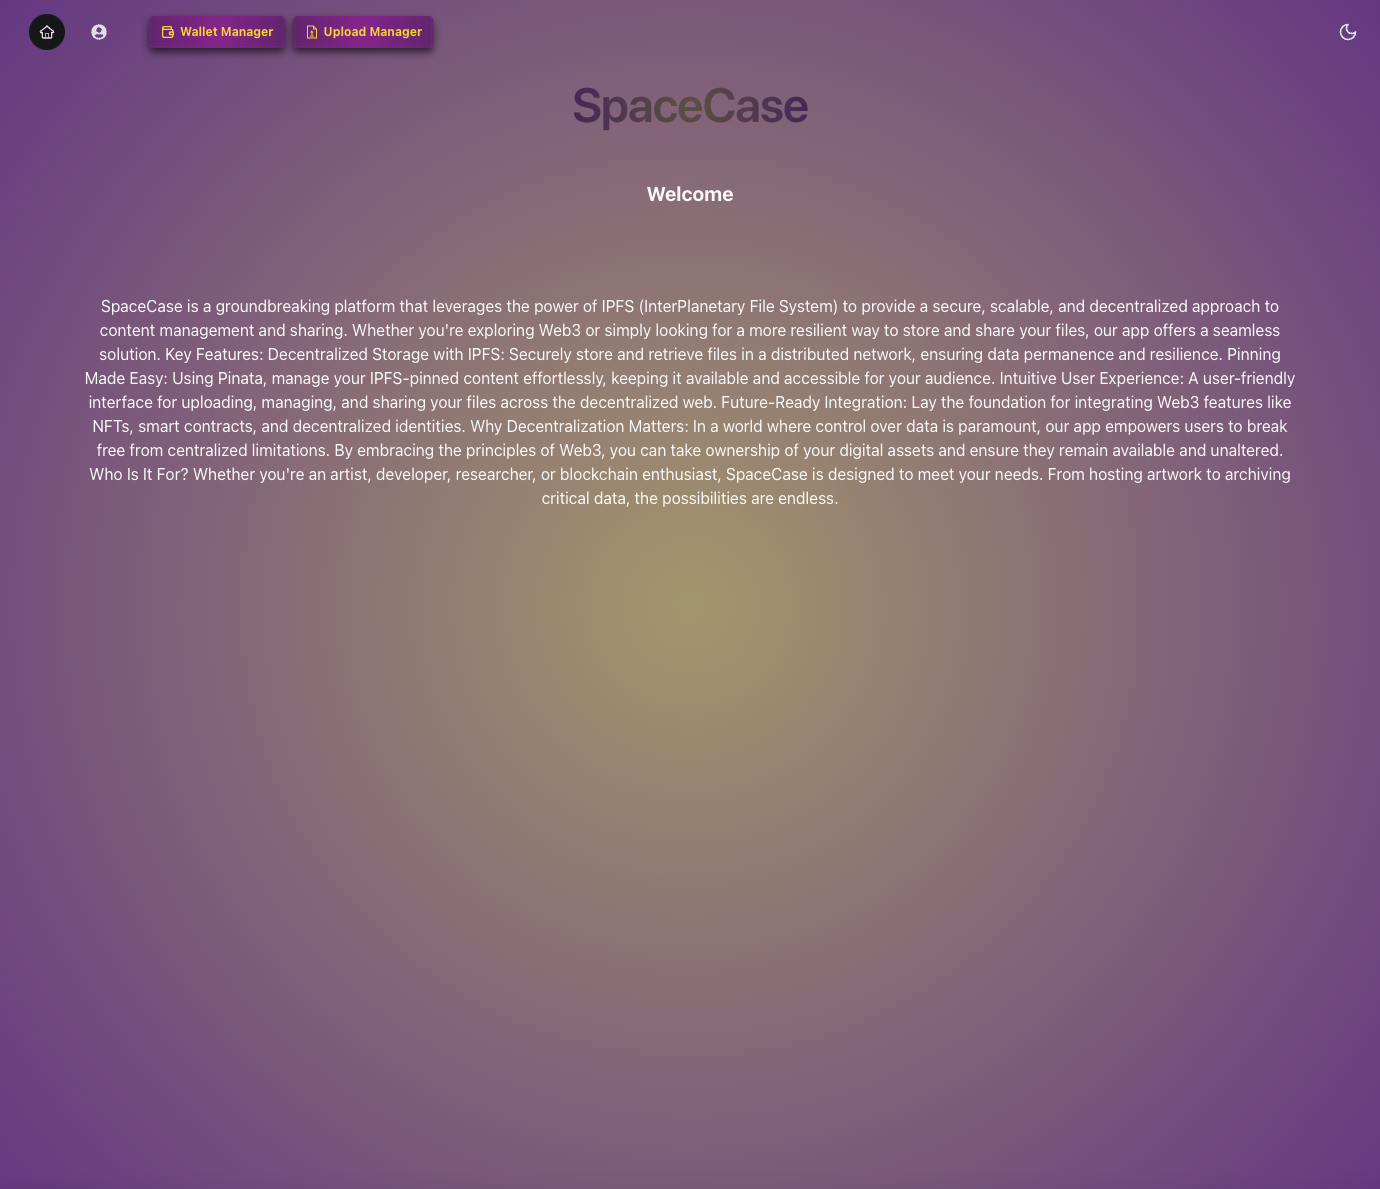 Wallet Manager
Upload Manager
SpaceCase
Welcome
SpaceCase is a groundbreaking platform that leverages the power of IPFS (InterPlanetary File System) to provide a secure, scalable, and decentralized approach to
content management and sharing. Whether you're exploring Web3 or simply looking for a more resilient way to store and share your files, our app offers a seamless
solution. Key Features: Decentralized Storage with IPFS: Securely store and retrieve files in a distributed network, ensuring data permanence and resilience. Pinning
Made Easy: Using Pinata, manage your IPFS-pinned content effortlessly, keeping it available and accessible for your audience. Intuitive User Experience: A user-friendly
interface for uploading, managing, and sharing your files across the decentralized web. Future-Ready Integration: Lay the foundation for integrating Web3 features like
NFTs, smart contracts, and decentralized identities. Why Decentralization Matters: In a world where control over data is paramount, our app empowers users to break
free from centralized limitations. By embracing the principles of Web3, you can take ownership of your digital assets and ensure they remain available and unaltered.
Who Is It For? Whether you're an artist, developer, researcher, or blockchain enthusiast, SpaceCase is designed to meet your needs. From hosting artwork to archiving
critical data, the possibilities are endless.